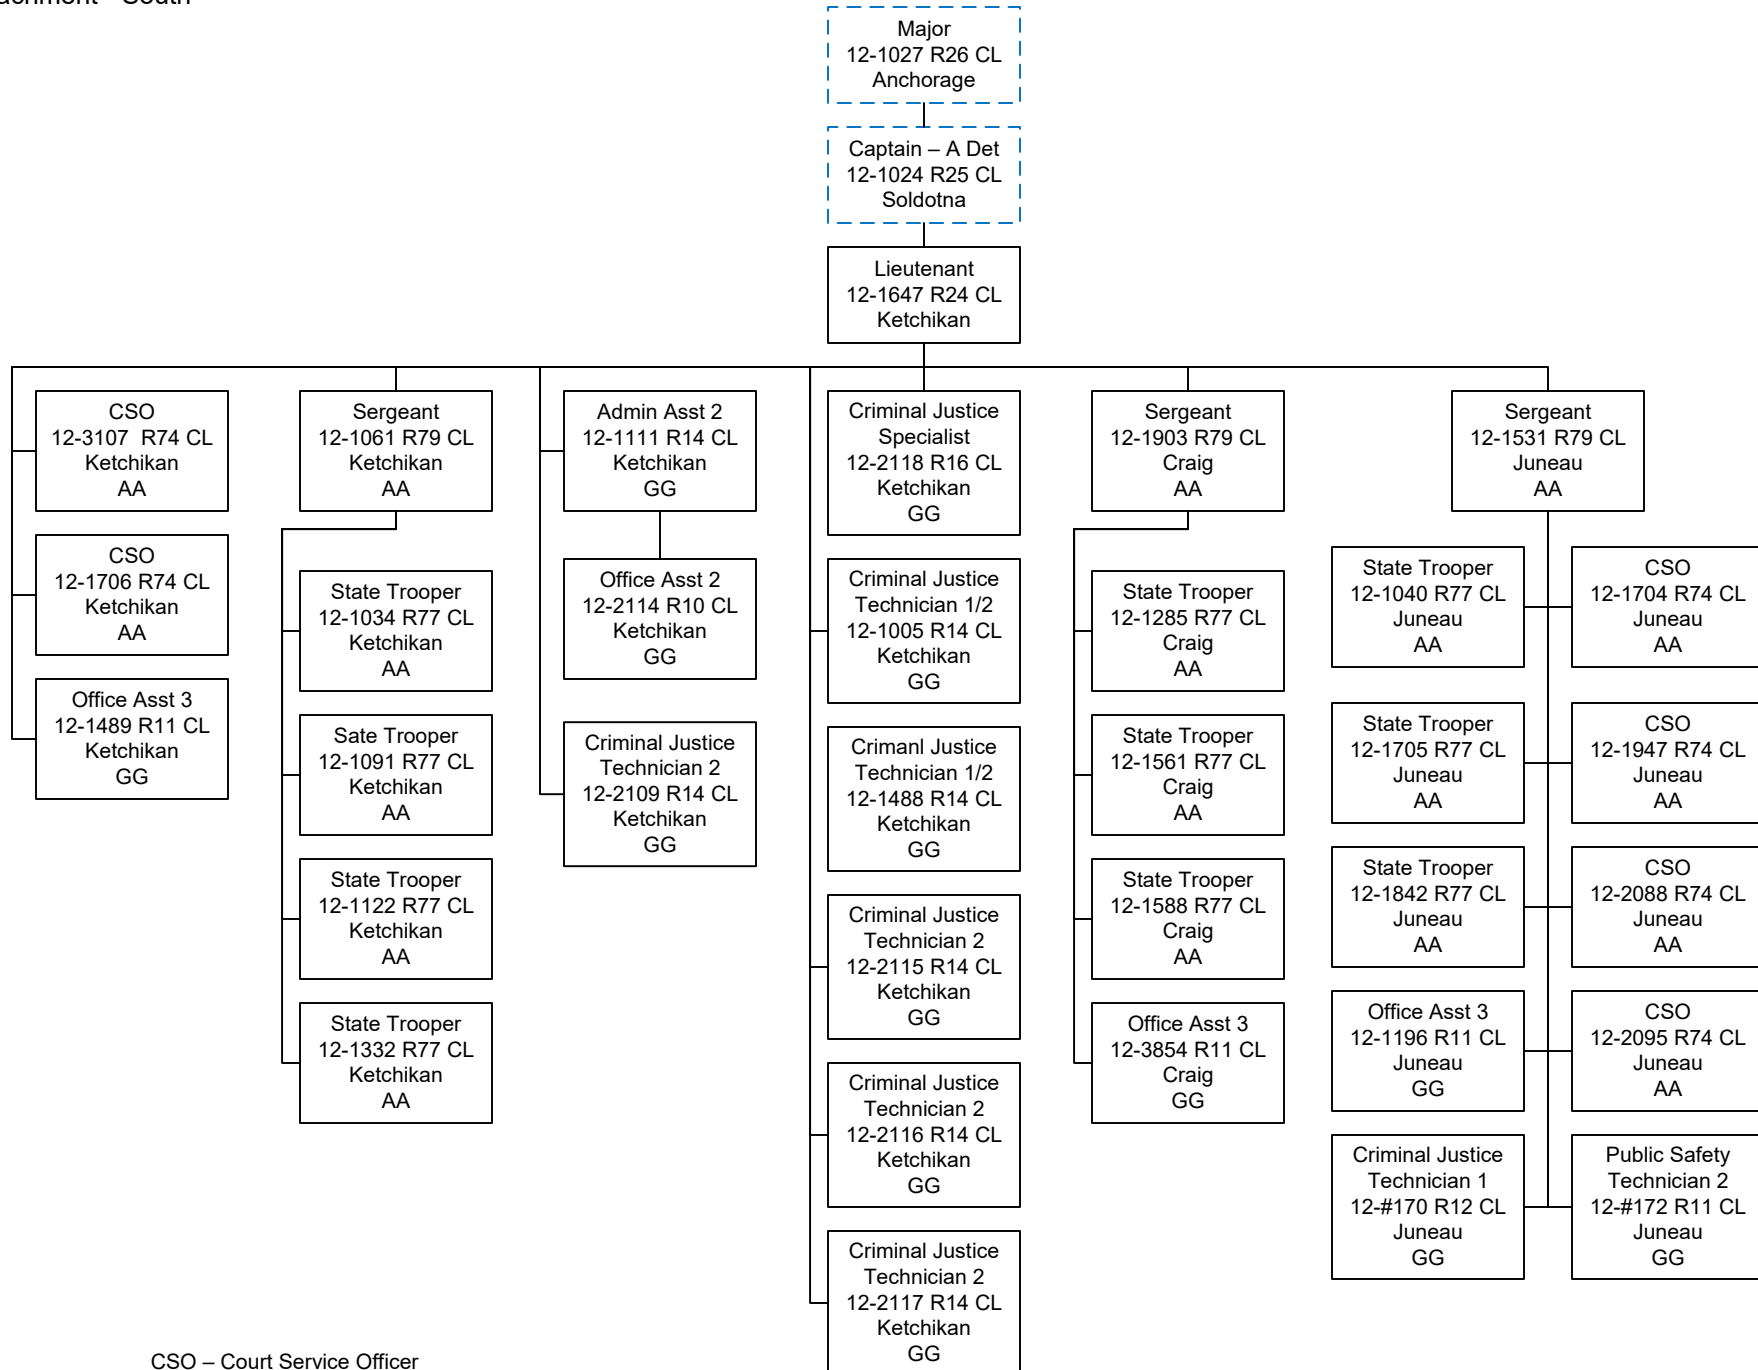 South
Major
12-1027 R26 CL
Anchorage
Captain – A Det
12-1024 R25 CL
Soldotna
Lieutenant
12-1647 R24 CL
Ketchikan
CSO
12-3107  R74 CL
Ketchikan
AA
CSO
12-1706 R74 CL
Ketchikan
AA
Office Asst 3
12-1489 R11 CL
Ketchikan
GG
Sergeant
12-1061 R79 CL
Ketchikan
AA
State Trooper
12-1034 R77 CL
Ketchikan
AA
Sate Trooper
12-1091 R77 CL
Ketchikan
AA
State Trooper
12-1122 R77 CL
Ketchikan
AA
State Trooper
12-1332 R77 CL
Ketchikan
AA
Admin Asst 2
12-1111 R14 CL
Ketchikan
GG
Office Asst 2
12-2114 R10 CL
Ketchikan
GG
Criminal Justice
Technician 2
12-2109 R14 CL
Ketchikan
GG
Criminal Justice
Specialist
12-2118 R16 CL
Ketchikan
GG
Criminal Justice
Technician 1/2
12-1005 R14 CL
Ketchikan
GG
Crimanl Justice
Technician 1/2
12-1488 R14 CL
Ketchikan
GG
Criminal Justice
Technician 2
12-2115 R14 CL
Ketchikan
GG
Criminal Justice
Technician 2
12-2116 R14 CL
Ketchikan
GG
Criminal Justice
Technician 2
12-2117 R14 CL
Ketchikan
GG
Sergeant
12-1903 R79 CL
Craig
AA
State Trooper
12-1285 R77 CL
Craig
AA
State Trooper
12-1561 R77 CL
Craig
AA
State Trooper
12-1588 R77 CL
Craig
AA
Office Asst 3
12-3854 R11 CL
Craig
GG
Sergeant
12-1531 R79 CL
Juneau
AA
State Trooper
12-1040 R77 CL
Juneau
AA
CSO
12-1704 R74 CL
Juneau
AA
State Trooper
12-1705 R77 CL
Juneau
AA
CSO
12-1947 R74 CL
Juneau
AA
State Trooper
12-1842 R77 CL
Juneau
AA
CSO
12-2088 R74 CL
Juneau
AA
Office Asst 3
12-1196 R11 CL
Juneau
GG
CSO
12-2095 R74 CL
Juneau
AA
Criminal Justice
Technician 1
12-#170 R12 CL
Juneau
GG
Public Safety
Technician 2
12-#172 R11 CL
Juneau
GG
CSO – Court Service Officer